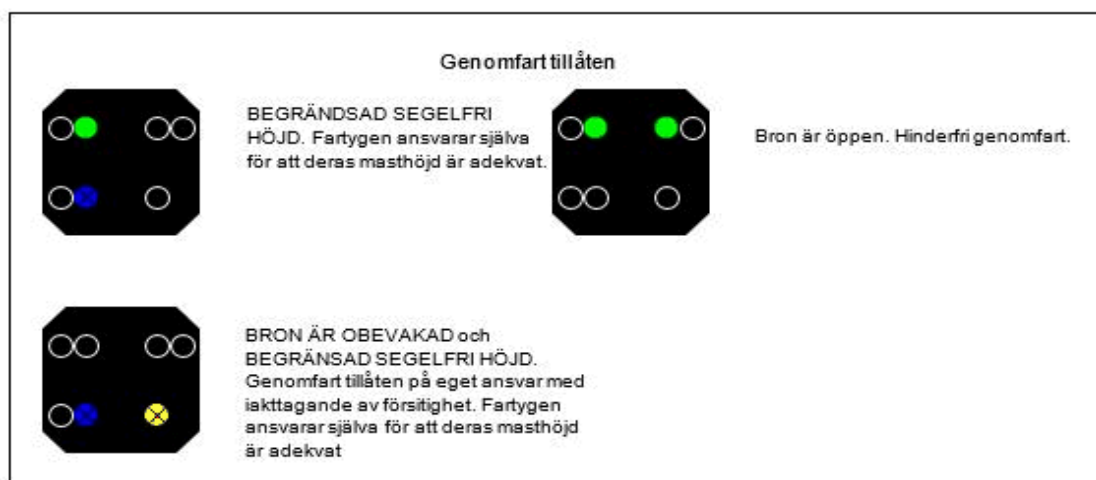 Genomfart tillåten
BEGRÄNDSAD SEGELFRI
HÖJD. Fartygen ansvarar själva
för att deras masthöjd är adekvat.
Bron är öppen. Hinderfri genomfart.
BRON ÄR OBEVAKAD och
BEGRÄNSAD SEGELFRI HÖJD.
Genomfart tillåten på eget ansvar med
iakttagande av försitighet. Fartygen
ansvarar själva för att deras masthöjd
är adekvat